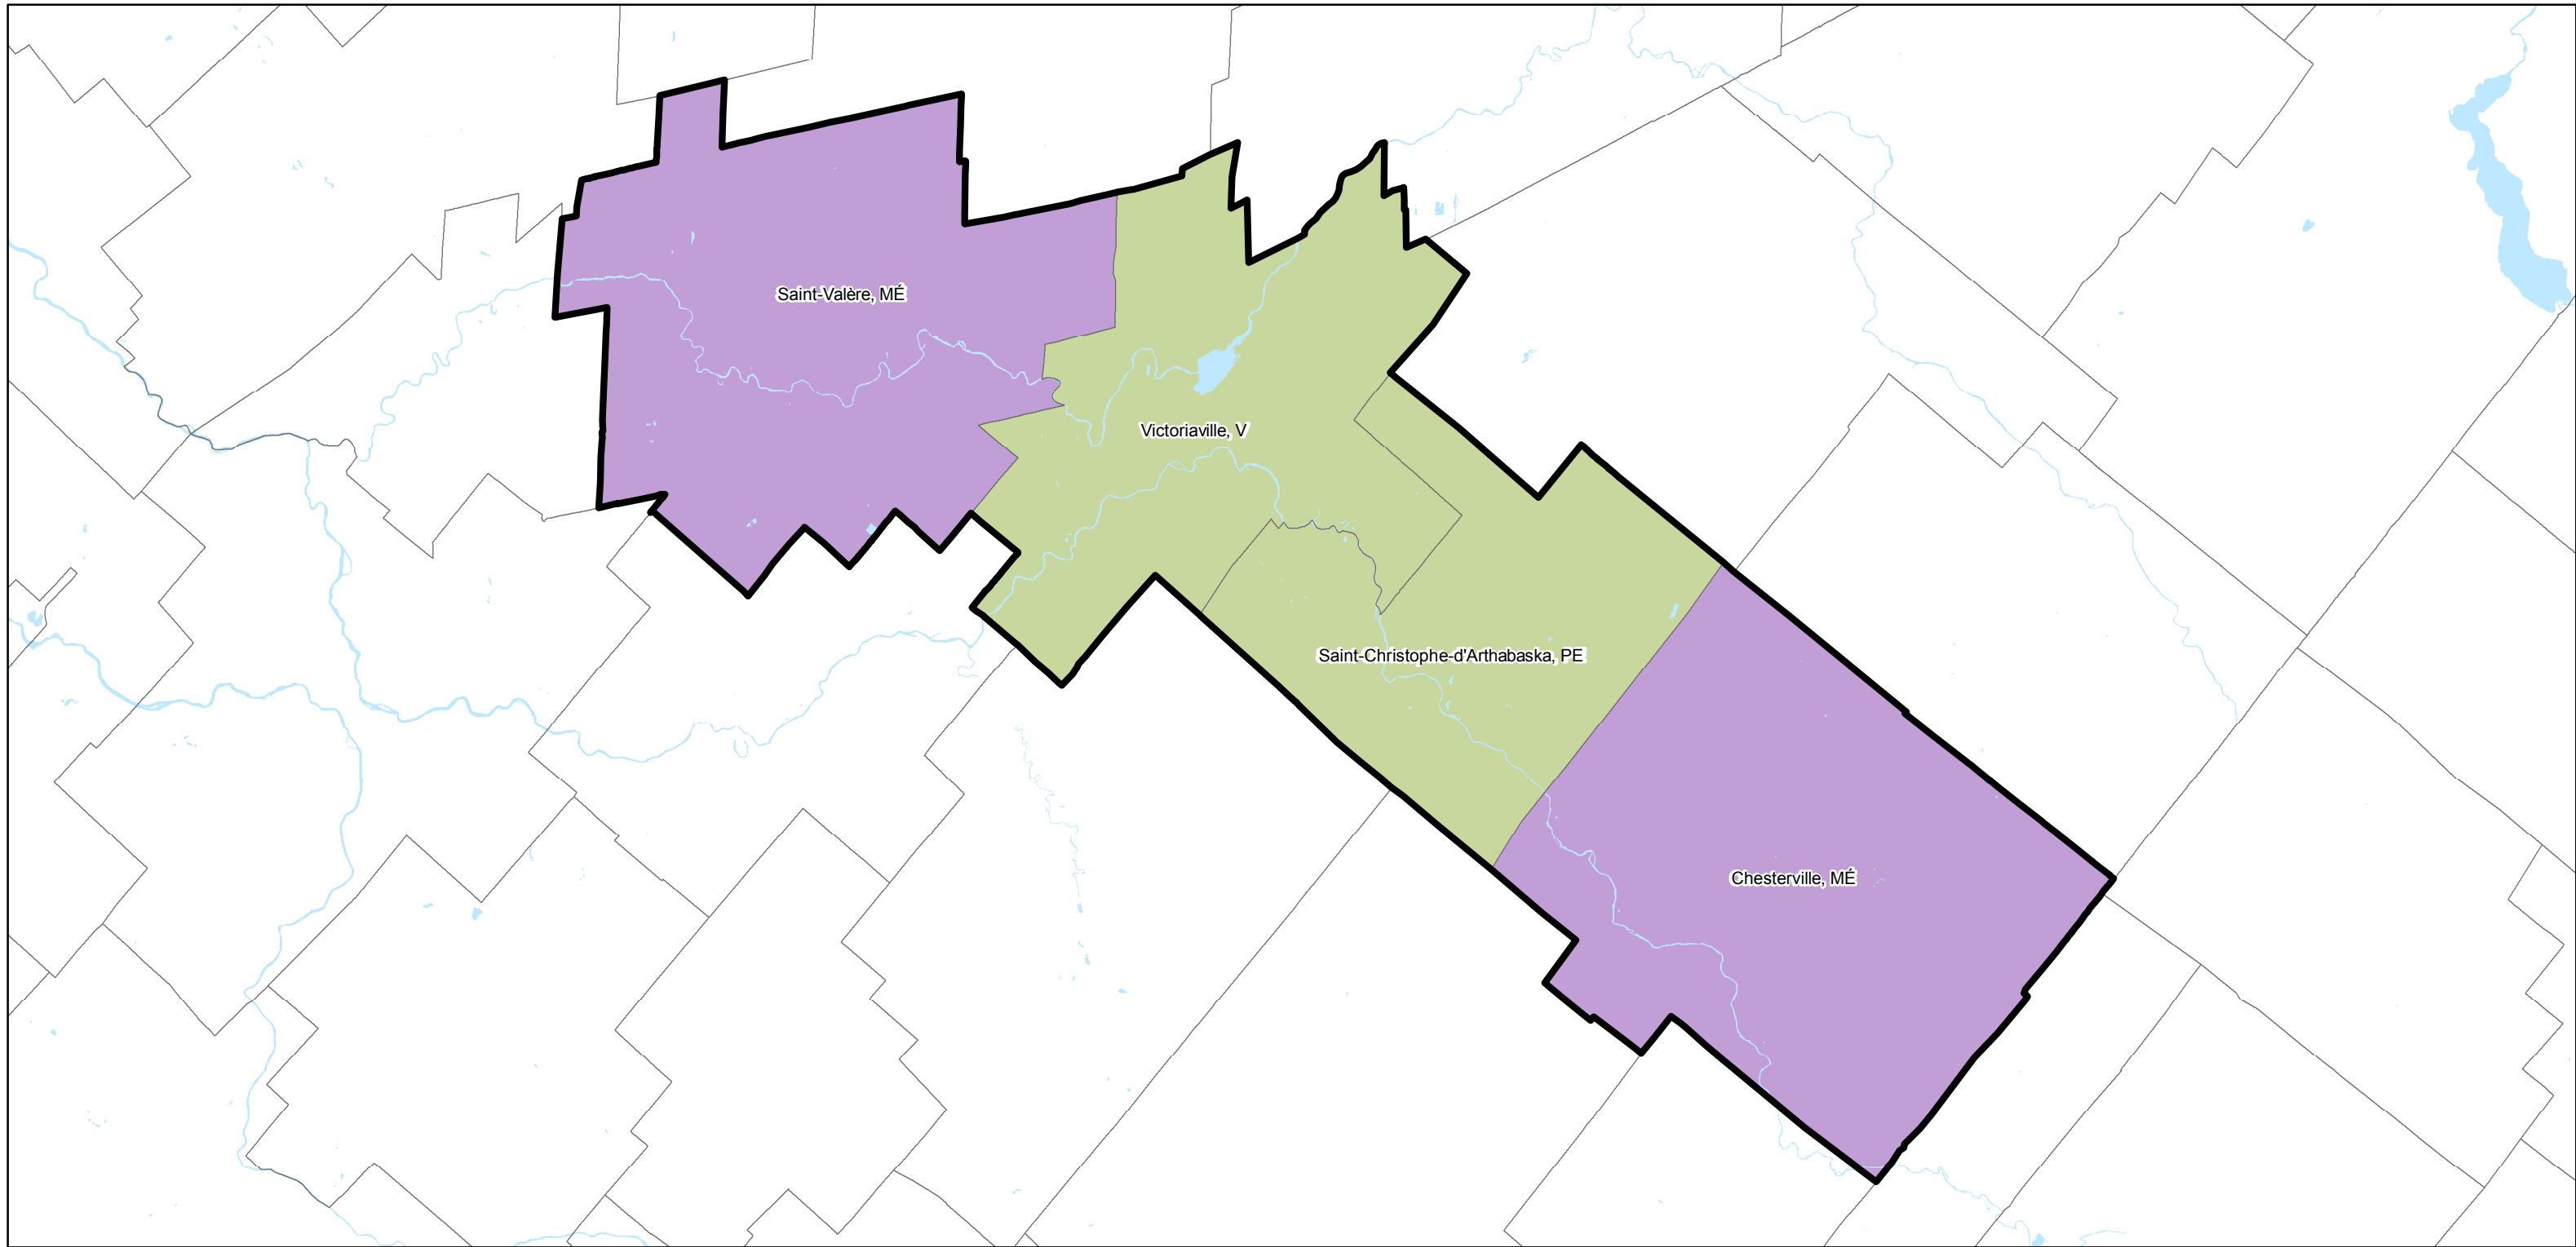 Saint-Valère, MÉ
Victoriaville, V
Saint-Christophe-d'Arthabaska, PE
Chesterville, MÉ